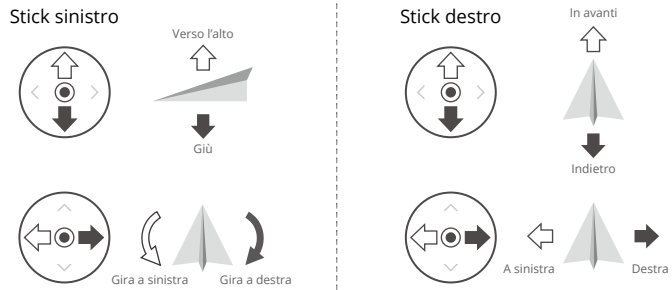 Stick sinistro
Verso l'alto
Giù
Gira a sinistra
Gira a destra
Stick destro
In avanti
Indietro
A sinistra
Destra